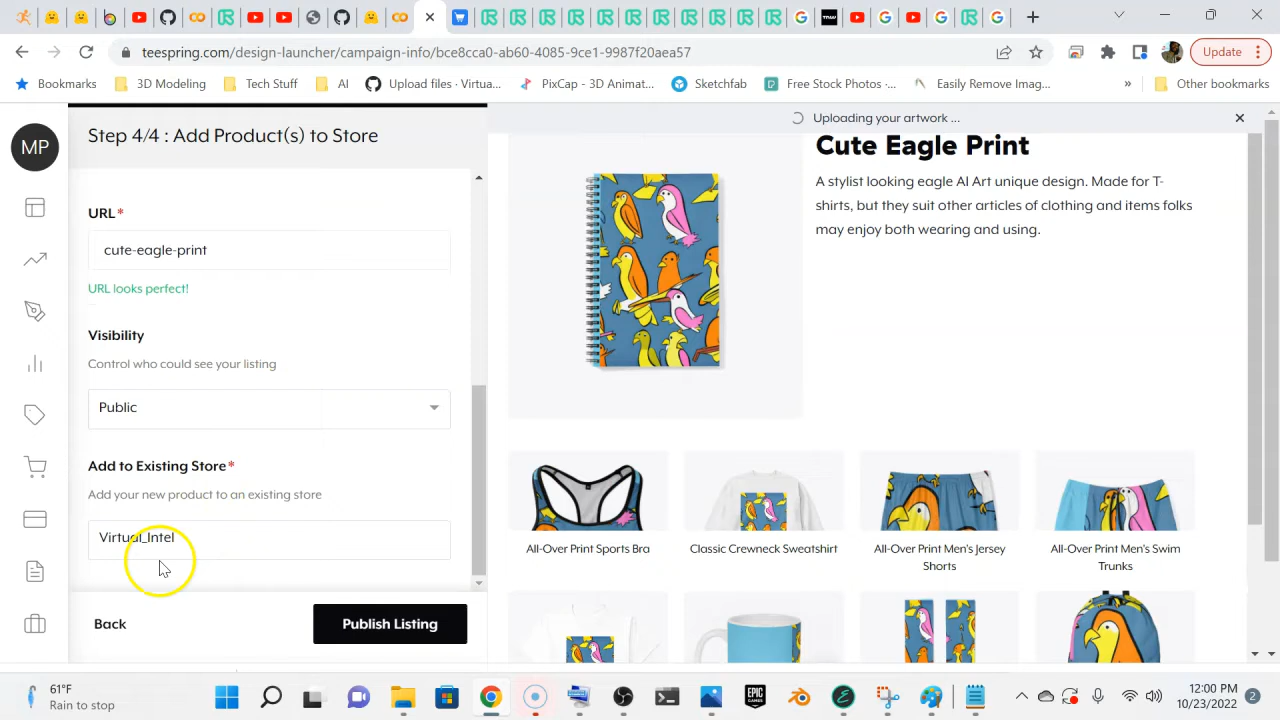 Update
teespring.com/design-launcher/campaign-info/bce8cca0-ab60-4085-9ce1-9987f20aea57
Bookmarks
3D Modeling
Tech Stuff
AI
Upload files · Virtua...
PixCap - 3D Animat...
Sketchfab
Free Stock Photos ·...
Easily Remove Imag...
»
Other bookmarks
MP
Step 4/4 : Add Product(s) to Store
Uploading your artwork ...
URL*
cute-eagle-print
URL looks perfect!
Visibility
Control who could see your listing
Public
Add to Existing Store*
Add your new product to an existing store
Virtual_Intel
Back
Publish Listing
Cute Eagle Print
A stylist looking eagle AI Art unique design. Made for T-
shirts, but they suit other articles of clothing and items folks
may enjoy both wearing and using.
All-Over Print Sports Bra
Classic Crewneck Sweatshirt
All-Over Print Men's Jersey
Shorts
All-Over Print Men's Swim
Trunks
61°F
Rain to stop
EPIC
GAMES
12:00 PM
10/23/2022
2